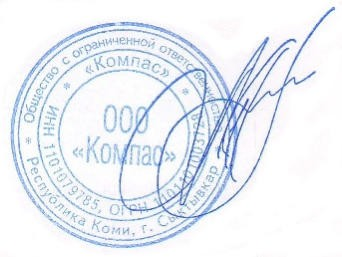 Общество с ограниченной
«Компас»
ООО
«Компас»
ИНН 1101079785, ОГРН
Республика Коми, г. Сыктывкар